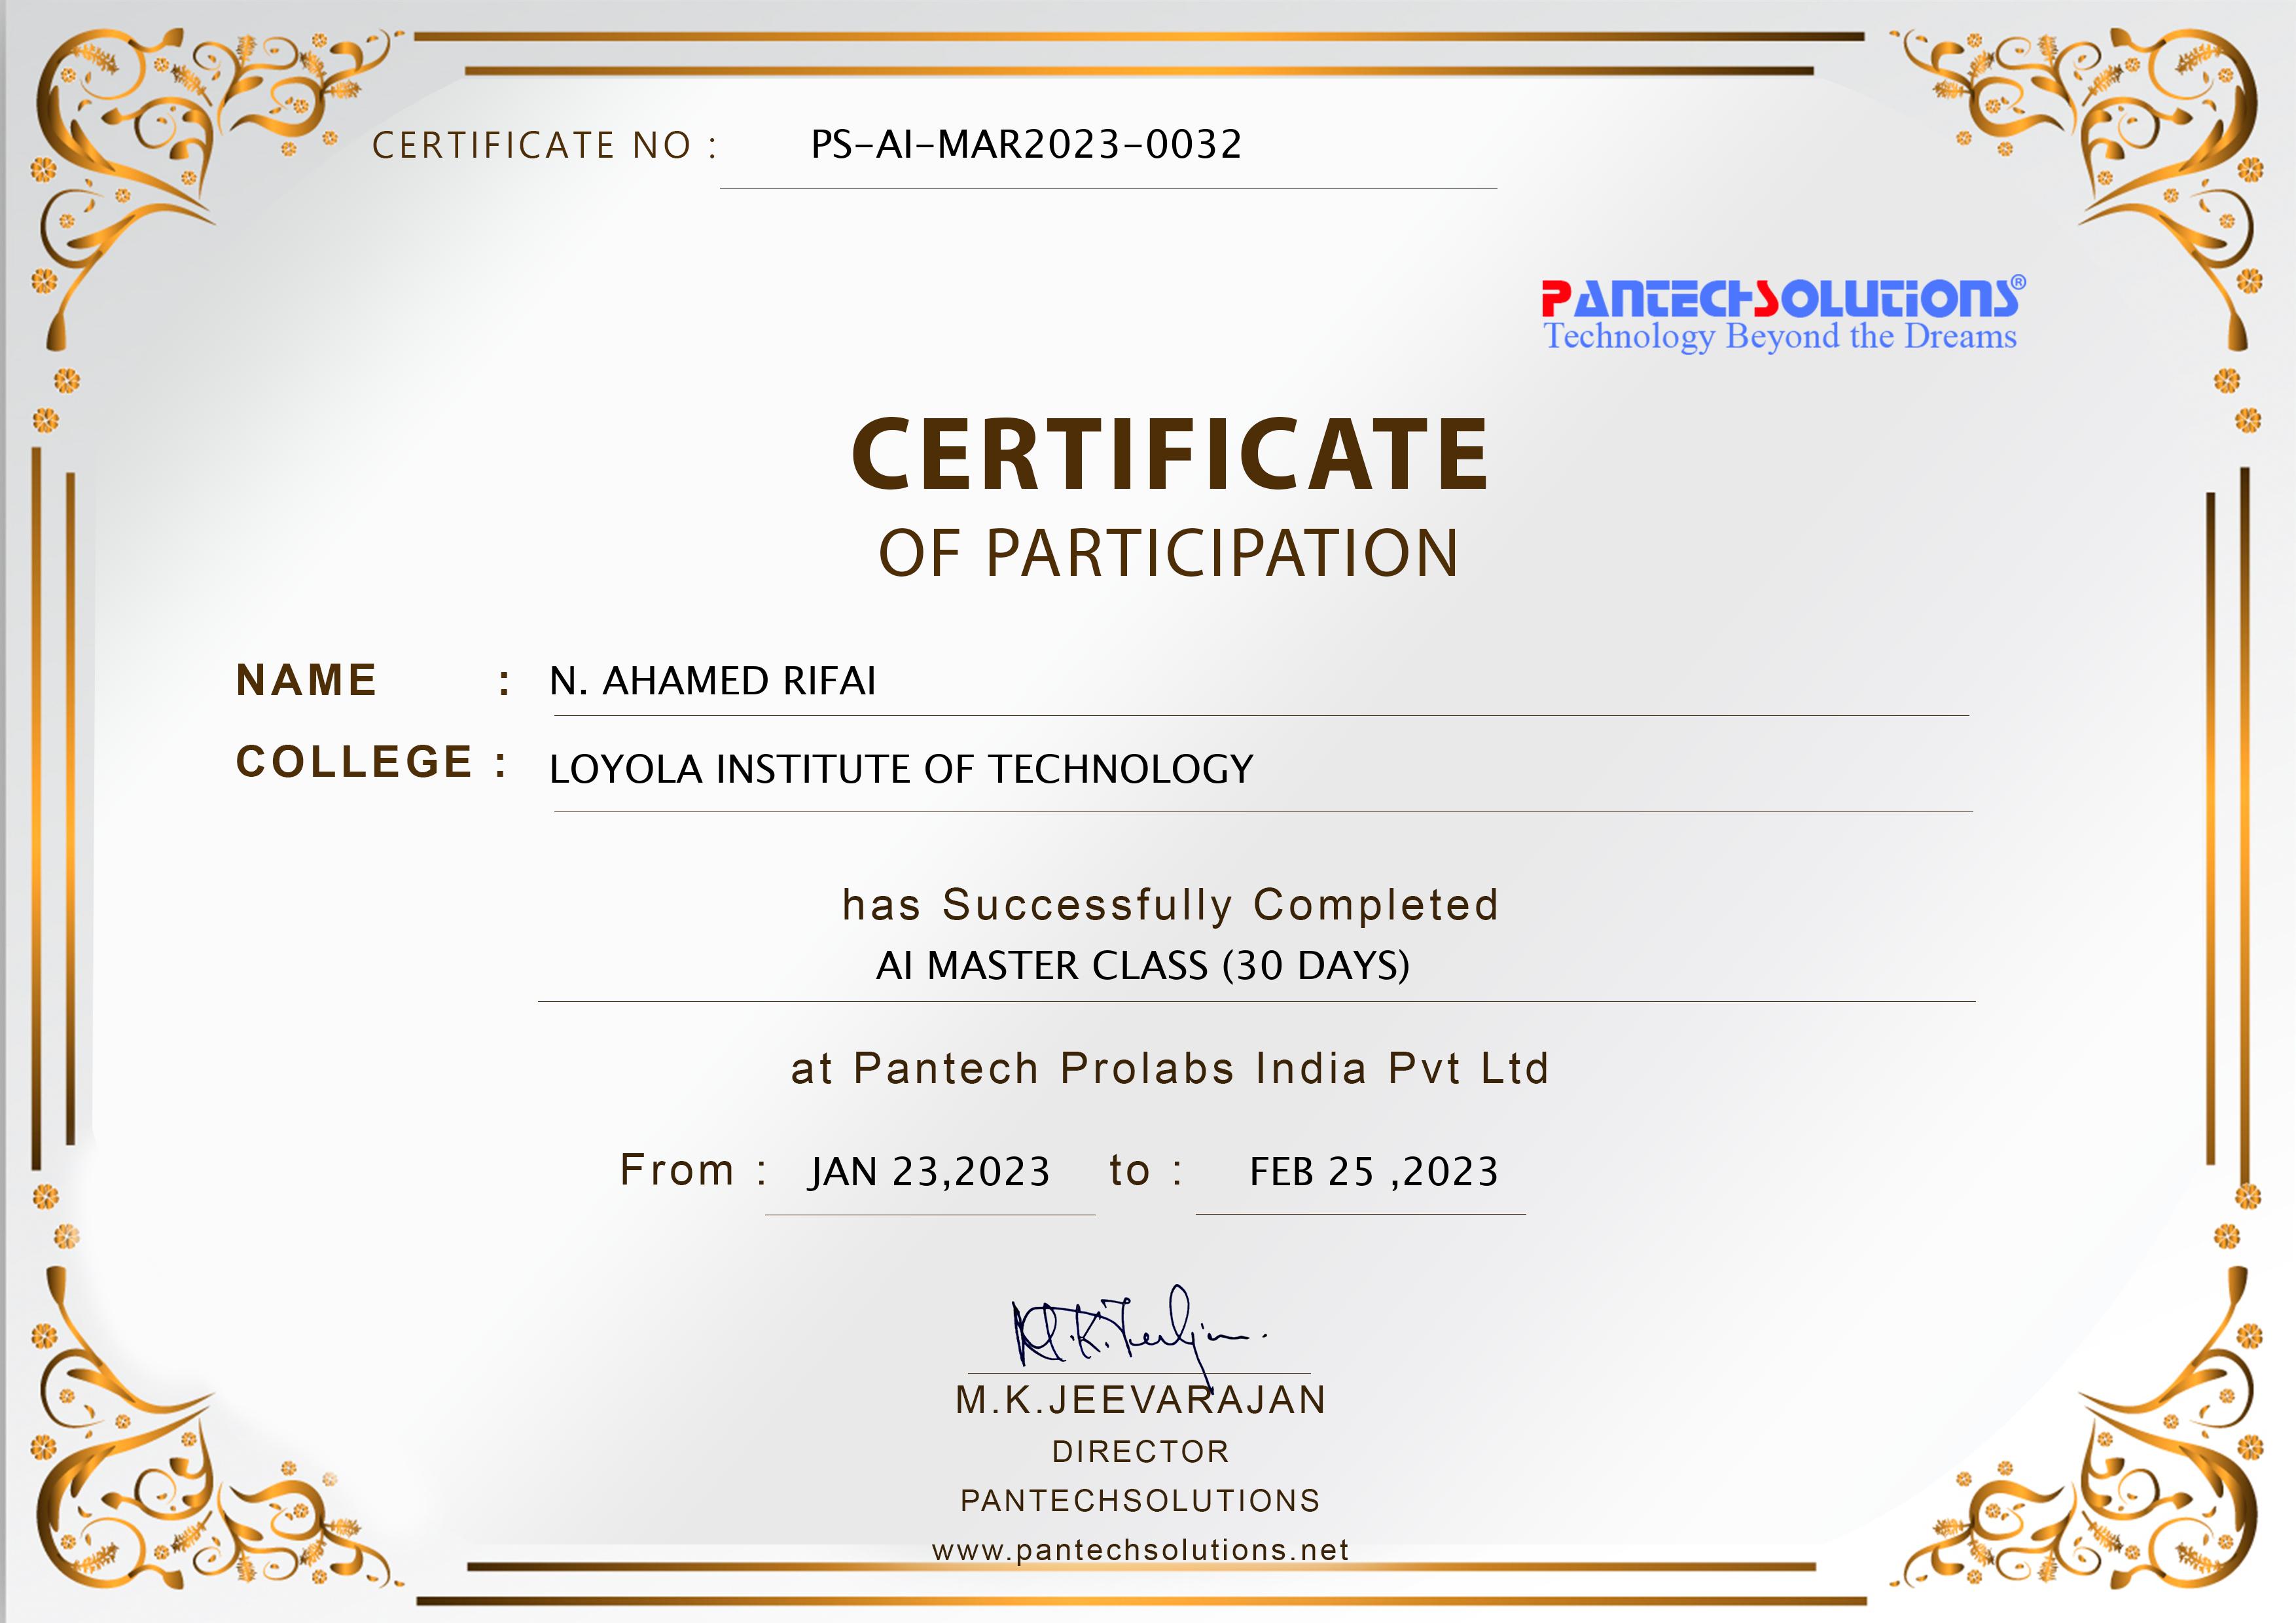 CERTIFICATE NO : PS-AI-MAR2023-0032
PANTECHSOLUTIONS®
Technology Beyond the Dreams
CERTIFICATE
OF PARTICIPATION
NAME : N. AHAMED RIFAI
COLLEGE : LOYOLA INSTITUTE OF TECHNOLOGY
has Successfully Completed
AI MASTER CLASS (30 DAYS)
at Pantech Prolabs India Pvt Ltd
From : JAN 23,2023 to : FEB 25 ,2023
M.K.JEEVARAJAN
DIRECTOR
PANTECHSOLUTIONS
www.pantechsolutions.net